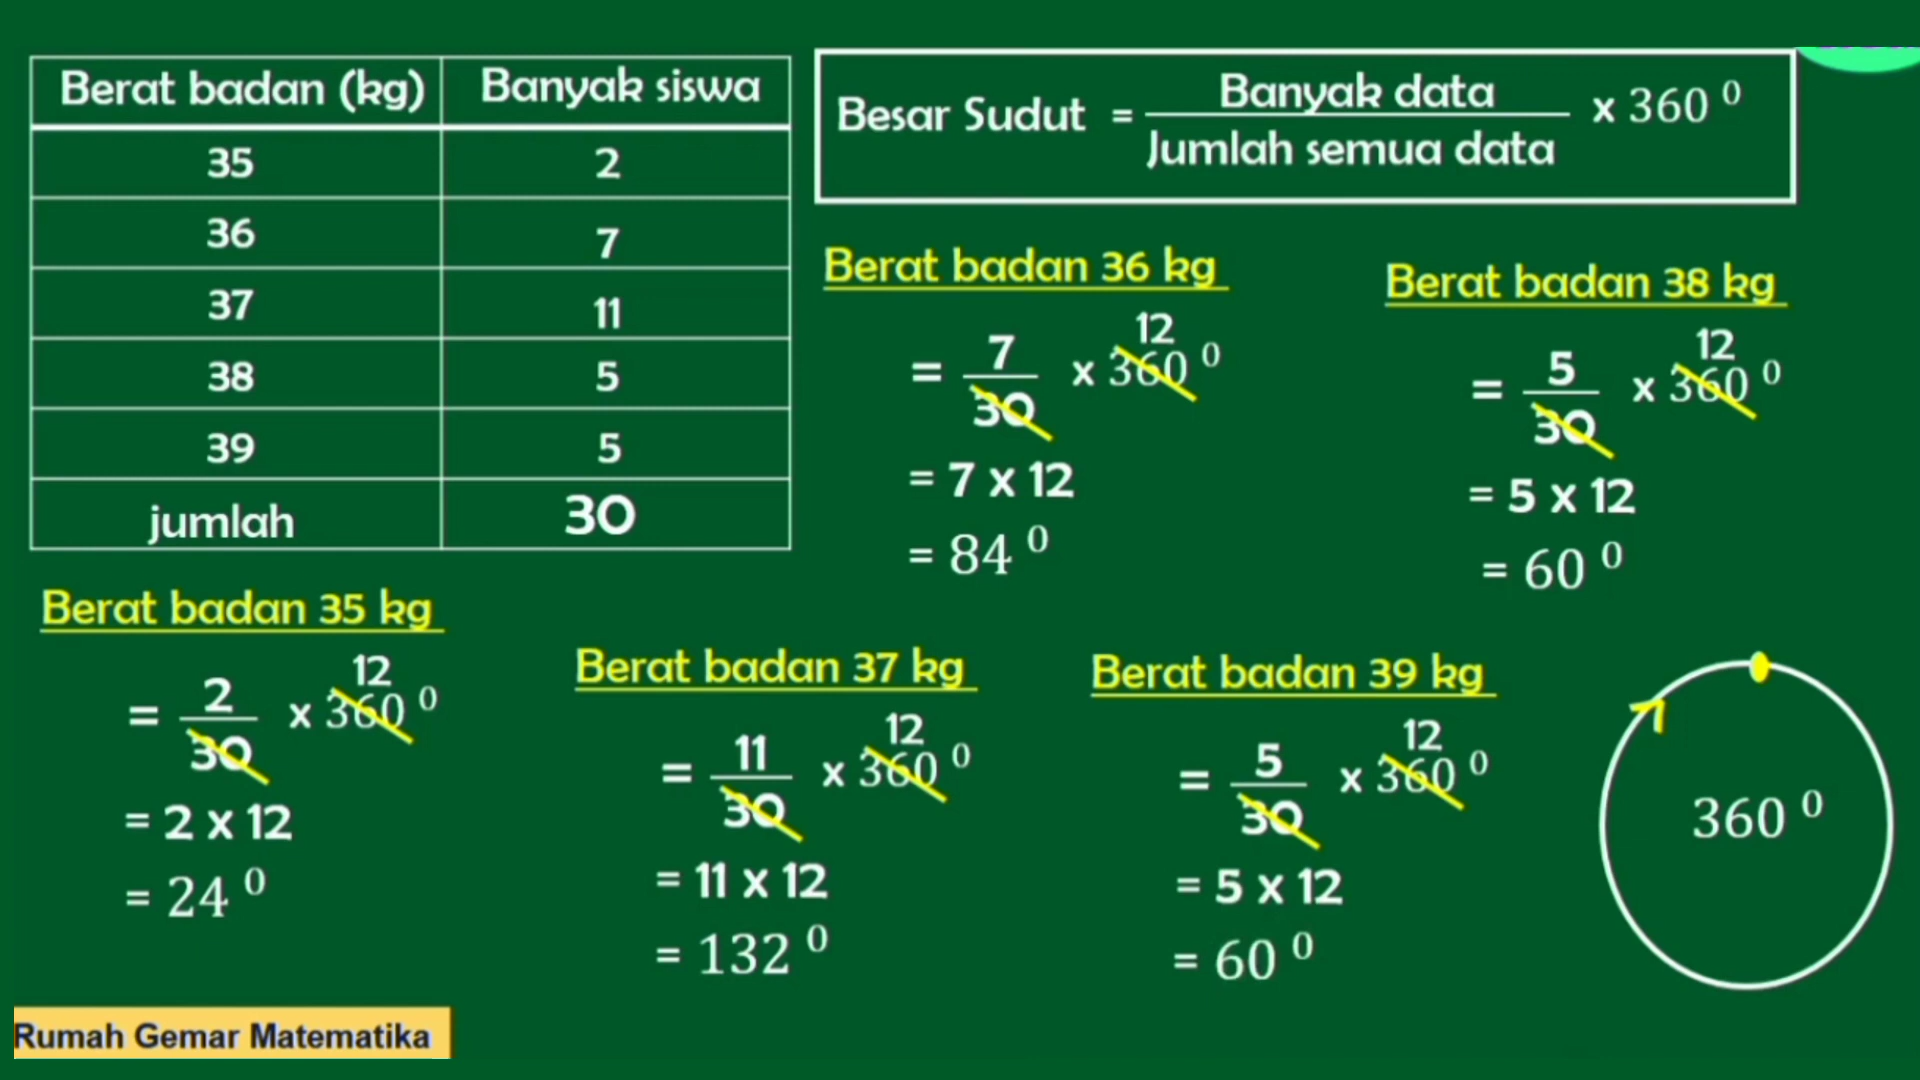 Berat badan (kg) Banyak siswa
35 2
36 7
37 11
38 5
39 5
jumlah 30
Besar Sudut = Banyak data / Jumlah semua data x 360 ⁰
Berat badan 35 kg
12
= 2/30 x 360 ⁰
= 2 x 12
= 24 ⁰
Berat badan 36 kg
12
= 7/30 x 360 ⁰
= 7 x 12
= 84 ⁰
Berat badan 37 kg
12
= 11/30 x 360 ⁰
= 11 x 12
= 132 ⁰
Berat badan 38 kg
12
= 5/30 x 360 ⁰
= 5 x 12
= 60 ⁰
Berat badan 39 kg
12
= 5/30 x 360 ⁰
= 5 x 12
= 60 ⁰
360 ⁰
Rumah Gemar Matematika